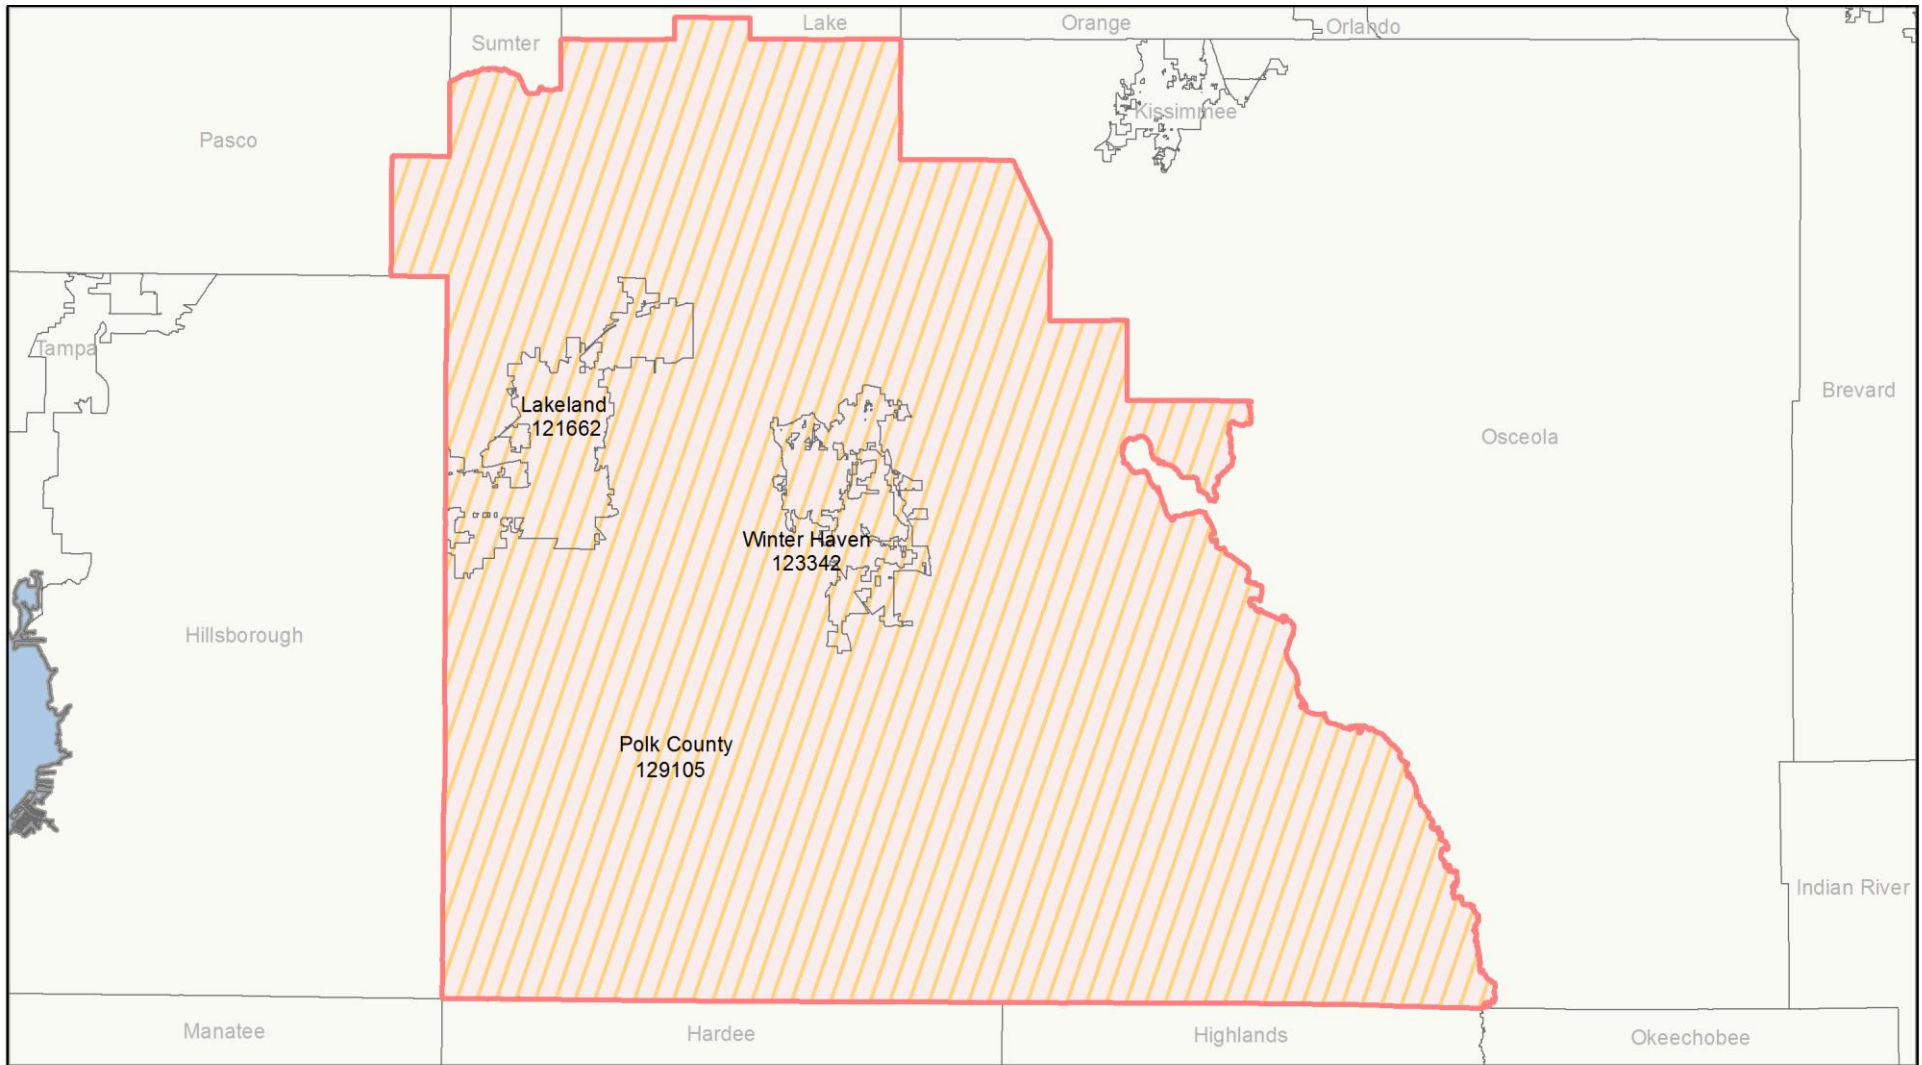 Lake
Orange
Orlando
Sumter
Kissimmee
Pasco
Tampa
Brevard
Lakeland
121662
Osceola
Winter Haven
123342
Hillsborough
Polk County
129105
Indian River
Manatee
Hardee
Highlands
Okeechobee